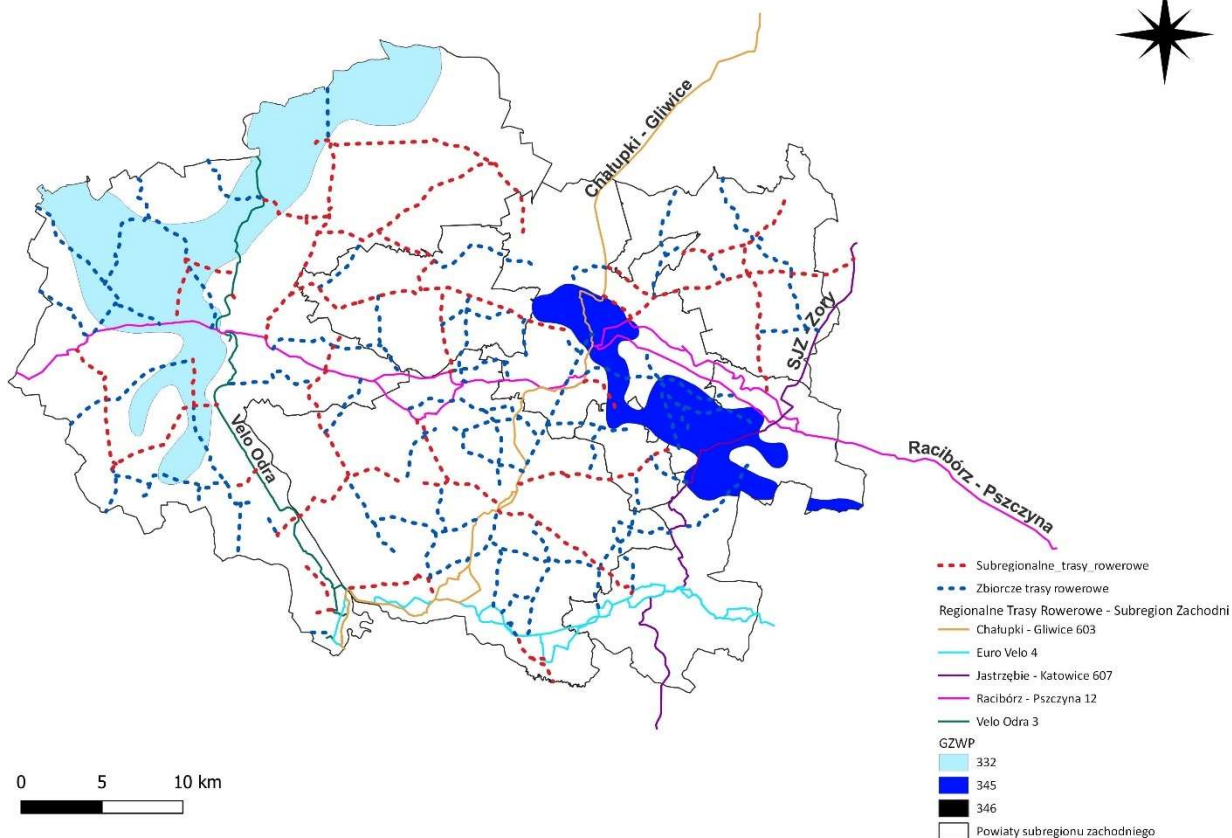 Chałupki - Gliwice
SJZ - Żory
Velo Odra
Racibórz - Pszczyna
Subregionalne_trasy_rowerowe
Zbiorcze trasy rowerowe
Regionalne Trasy Rowerowe - Subregion Zachodni
Chałupki - Gliwice 603
Euro Velo 4
Jastrzębie - Katowice 607
Racibórz - Pszczyna 12
Velo Odra 3
GZWP
332
345
346
Powiaty subregionu zachodniego
0 5 10 km